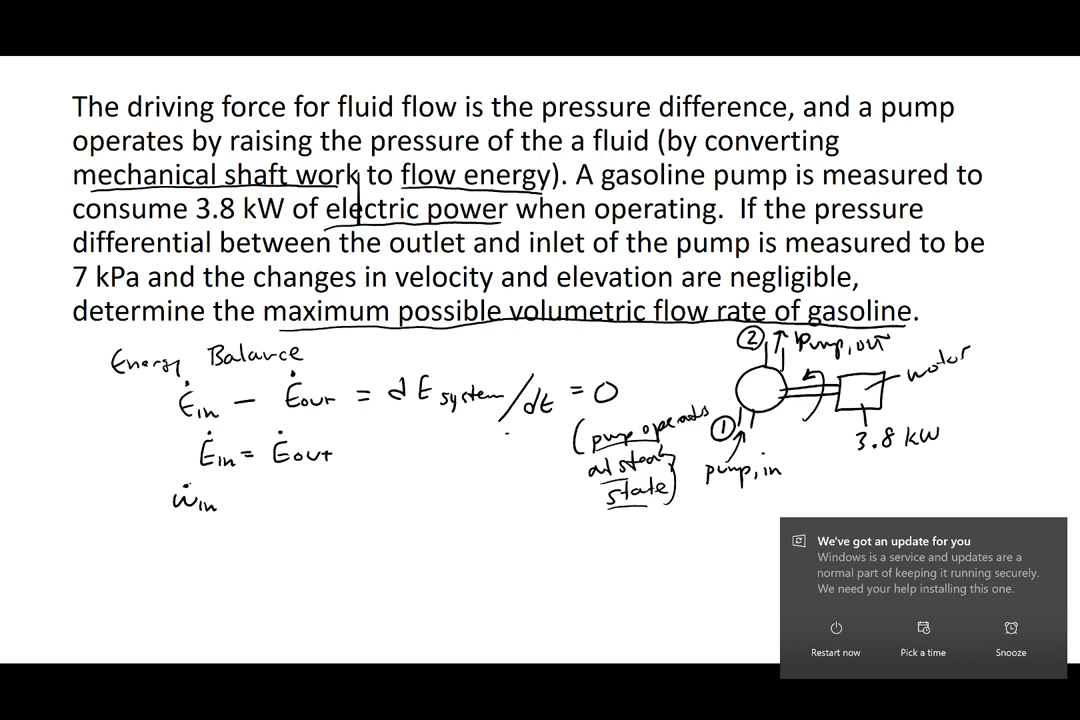 The driving force for fluid flow is the pressure difference, and a pump
operates by raising the pressure of the a fluid (by converting
mechanical shaft work to flow energy). A gasoline pump is measured to
consume 3.8 kW of electric power when operating. If the pressure
differential between the outlet and inlet of the pump is measured to be
7 kPa and the changes in velocity and elevation are negligible,
determine the maximum possible volumetric flow rate of gasoline.
Energy Balance
Ėin - Ėout = dE system/dt = 0
(pump operates
at steady
state)
Ėin = Ėout
Ẇin
② ↑ Pump, out
motor
①
3.8 kW
pump, in
We've got an update for you
Windows is a service and updates are a
normal part of keeping it running securely.
We need your help installing this one.
Restart now Pick a time Snooze